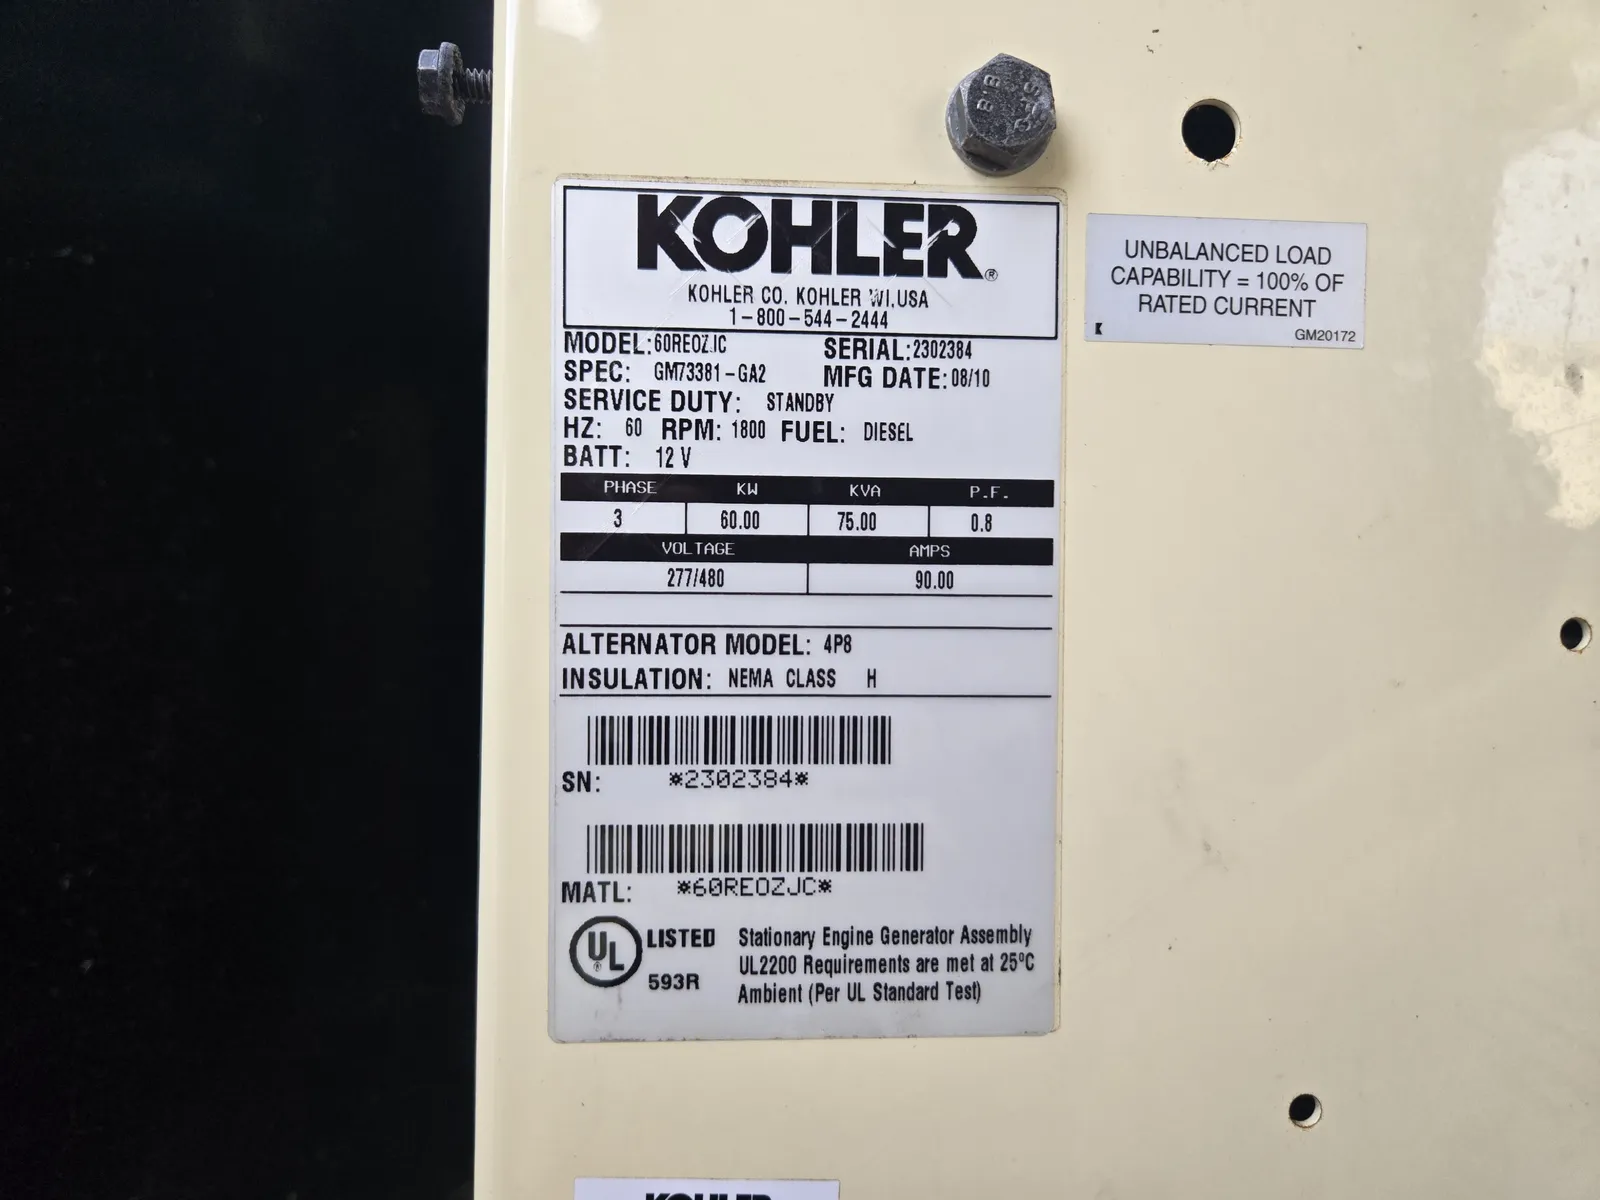 B·B
KOHLER®
KOHLER CO. KOHLER WI.USA
1-800-544-2444
MODEL:60REOZJC SERIAL:2302384
SPEC: GM73381-GA2 MFG DATE:08/10
SERVICE DUTY: STANDBY
HZ: 60 RPM: 1800 FUEL: DIESEL
BATT: 12 V
PHASE KW KVA P.F.
3 60.00 75.00 0.8
VOLTAGE AMPS
277/480 90.00
ALTERNATOR MODEL: 4P8
INSULATION: NEMA CLASS H
SN: *2302384*
MATL: *60REOZJC*
UL® LISTED
593R
Stationary Engine Generator Assembly
UL2200 Requirements are met at 25°C
Ambient (Per UL Standard Test)
UNBALANCED LOAD
CAPABILITY = 100% OF
RATED CURRENT
K GM20172
KOHLER